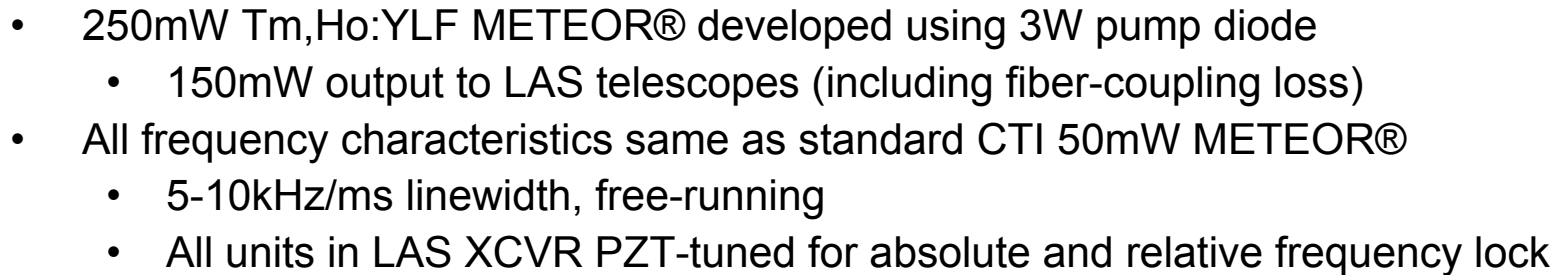 • 250mW Tm,Ho:YLF METEOR® developed using 3W pump diode
• 150mW output to LAS telescopes (including fiber-coupling loss)
• All frequency characteristics same as standard CTI 50mW METEOR®
• 5-10kHz/ms linewidth, free-running
• All units in LAS XCVR PZT-tuned for absolute and relative frequency lock